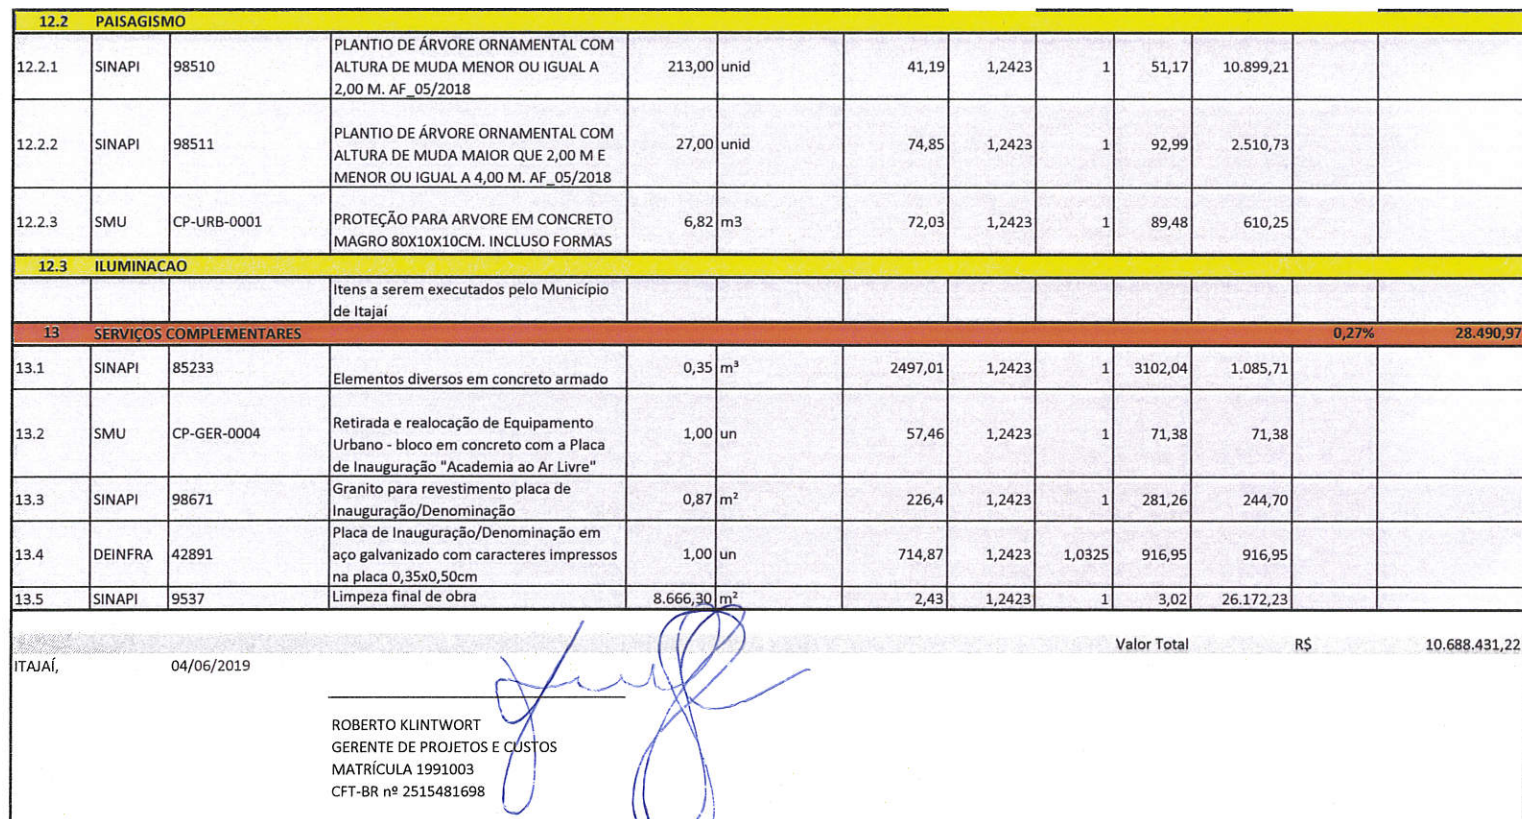 12.2 PAISAGISMO
PLANTIO DE ÁRVORE ORNAMENTAL COM
12.2.1 SINAPI 98510 ALTURA DE MUDA MENOR OU IGUAL A 213,00 unid 41,19 1,2423 1 51,17 10.899,21
2,00 M. AF_05/2018
PLANTIO DE ÁRVORE ORNAMENTAL COM
12.2.2 SINAPI 98511 ALTURA DE MUDA MAIOR QUE 2,00 M E 27,00 unid 74,85 1,2423 1 92,99 2.510,73
MENOR OU IGUAL A 4,00 M. AF_05/2018
12.2.3 SMU CP-URB-0001 PROTEÇÃO PARA ARVORE EM CONCRETO 6,82 m3 72,03 1,2423 1 89,48 610,25
MAGRO 80X10X10CM. INCLUSO FORMAS
12.3 ILUMINACAO
Itens a serem executados pelo Município
de Itajaí
13 SERVIÇOS COMPLEMENTARES 0,27% 28.490,97
13.1 SINAPI 85233 Elementos diversos em concreto armado 0,35 m³ 2497,01 1,2423 1 3102,04 1.085,71
Retirada e realocação de Equipamento
13.2 SMU CP-GER-0004 Urbano - bloco em concreto com a Placa 1,00 un 57,46 1,2423 1 71,38 71,38
de Inauguração "Academia ao Ar Livre"
13.3 SINAPI 98671 Granito para revestimento placa de 0,87 m² 226,4 1,2423 1 281,26 244,70
Inauguração/Denominação
Placa de Inauguração/Denominação em
13.4 DEINFRA 42891 aço galvanizado com caracteres impressos 1,00 un 714,87 1,2423 1,0325 916,95 916,95
na placa 0,35x0,50cm
13.5 SINAPI 9537 Limpeza final de obra 8.666,30 m² 2,43 1,2423 1 3,02 26.172,23
Valor Total R$ 10.688.431,22
ITAJAÍ, 04/06/2019
ROBERTO KLINTWORT
GERENTE DE PROJETOS E CUSTOS
MATRÍCULA 1991003
CFT-BR nº 2515481698